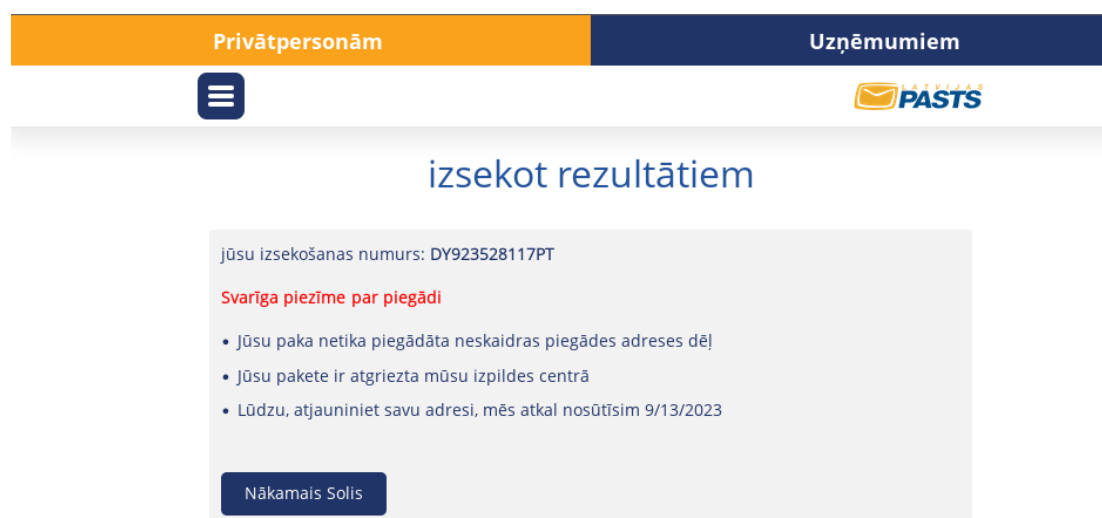 Privātpersonām
Uzņēmumiem
LATVIJAS
PASTS
izsekot rezultātiem
jūsu izsekošanas numurs: DY923528117PT
Svarīga piezīme par piegādi
• Jūsu paka netika piegādāta neskaidras piegādes adreses dēļ
• Jūsu pakete ir atgriezta mūsu izpildes centrā
• Lūdzu, atjauniniet savu adresi, mēs atkal nosūtīsim 9/13/2023
Nākamais Solis